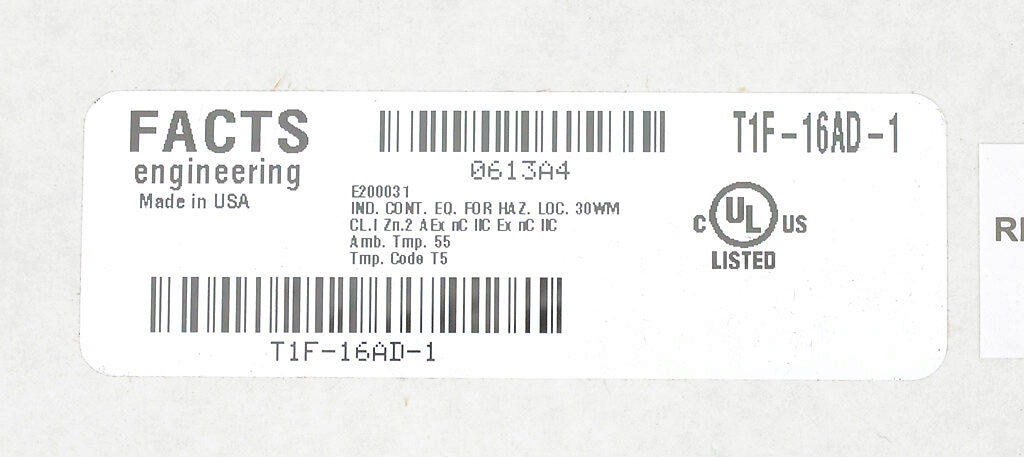 FACTS
engineering
Made in USA
0613A4
T1F-16AD-1
E200031
IND. CONT. EQ. FOR HAZ. LOC. 30WM
CL.I Zn.2 AEx nC IIC Ex nC IIC
Amb. Tmp. 55
Tmp. Code T5
C UL US
LISTED
T1F-16AD-1